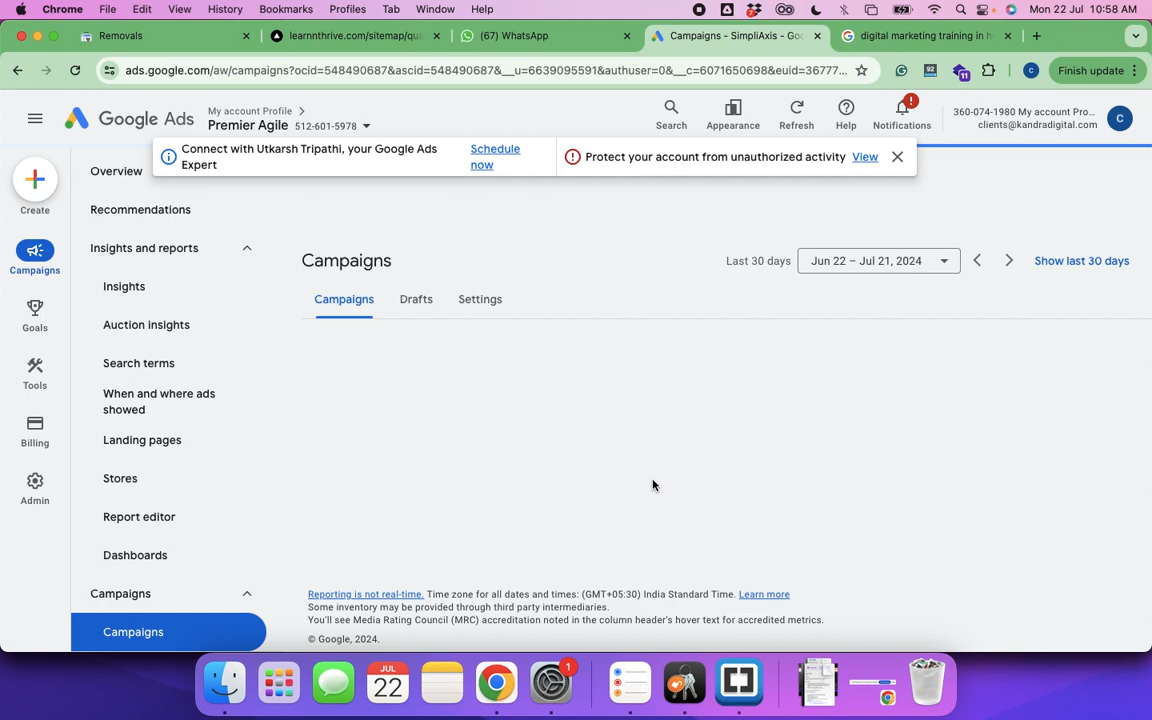 Chrome File Edit View History Bookmarks Profiles Tab Window Help Mon 22 Jul 10:58 AM
Removals learnnthrive.com/sitemap/qu (67) WhatsApp Campaigns - SimpliAxis - Go digital marketing training in h
ads.google.com/aw/campaigns?ocid=548490687&ascid=548490687&__u=6639095591&authuser=0&__c=6071650698&euid=36777... 92 11 C Finish update
Google Ads
My account Profile
Premier Agile 512-601-5978
Search Appearance Refresh Help Notifications
360-074-1980 My account Pro...
clients@kandradigital.com
C
Connect with Utkarsh Tripathi, your Google Ads
Expert
Schedule
now
Protect your account from unauthorized activity View
Create
Campaigns
Goals
Tools
Billing
Admin
Overview
Recommendations
Insights and reports
Insights
Auction insights
Search terms
When and where ads
showed
Landing pages
Stores
Report editor
Dashboards
Campaigns
Campaigns
Campaigns
Last 30 days Jun 22 – Jul 21, 2024 Show last 30 days
Campaigns Drafts Settings
Reporting is not real-time. Time zone for all dates and times: (GMT+05:30) India Standard Time. Learn more
Some inventory may be provided through third party intermediaries.
You'll see Media Rating Council (MRC) accreditation noted in the column header's hover text for accredited metrics.
© Google, 2024.
JUL
22
1